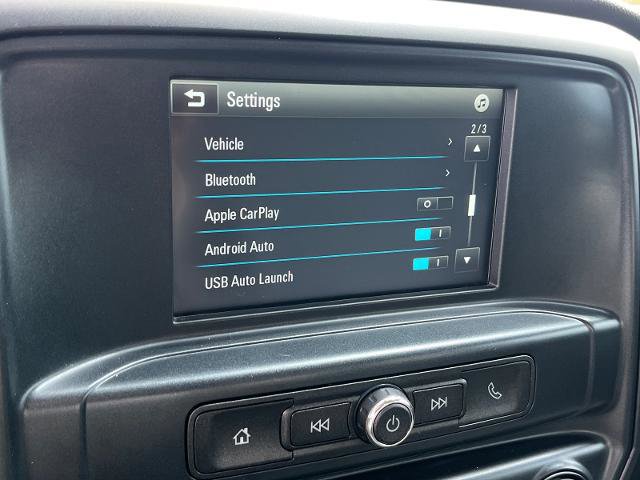 Settings
2/3
Vehicle
Bluetooth
Apple CarPlay
Android Auto
USB Auto Launch